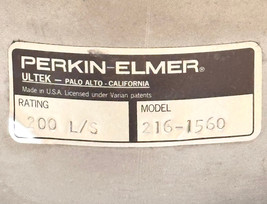 PERKIN-ELMER®
ULTEK - PALO ALTO - CALIFORNIA
Made in U.S.A. Licensed under Varian patents.
RATING MODEL
200 L/S 216-1560